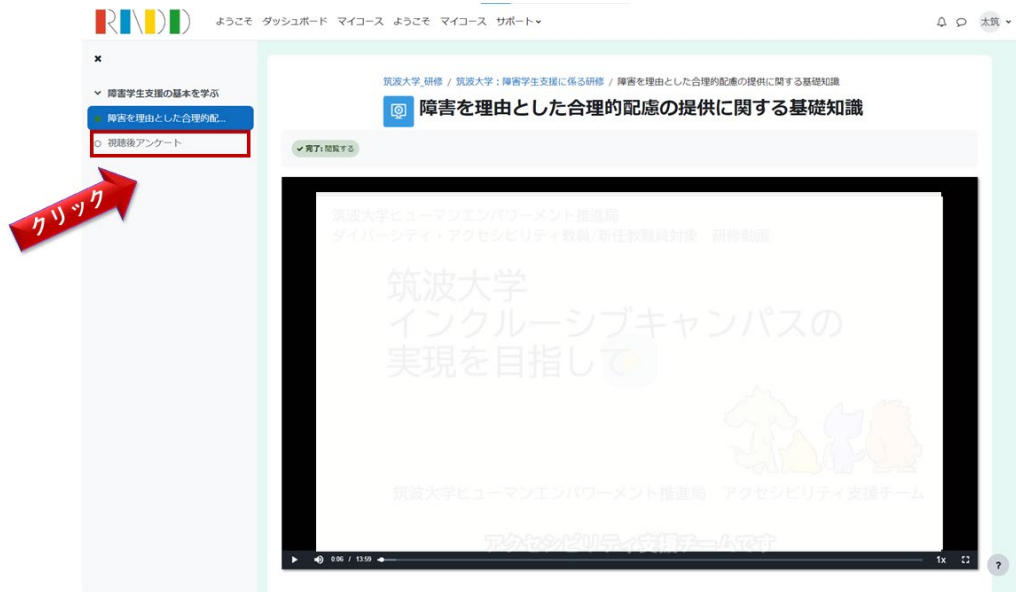 RADD
ようこそ ダッシュボード マイコース ようこそ マイコース サポート
太筑
障害学生支援の基本を学ぶ
障害を理由とした合理的配...
視聴後アンケート
クリック
筑波大学_研修 / 筑波大学：障害学生支援に係る研修 / 障害を理由とした合理的配慮の提供に関する基礎知識
障害を理由とした合理的配慮の提供に関する基礎知識
完了: 閲覧する
筑波大学ヒューマンエンパワーメント推進局
ダイバーシティ・アクセシビリティ教員/新任教職員対象 研修動画
筑波大学
インクルーシブキャンパスの
実現を目指して
筑波大学ヒューマンエンパワーメント推進局 アクセシビリティ支援チーム
アクセシビリティ支援チームです
0:06 / 13:59
1x
?